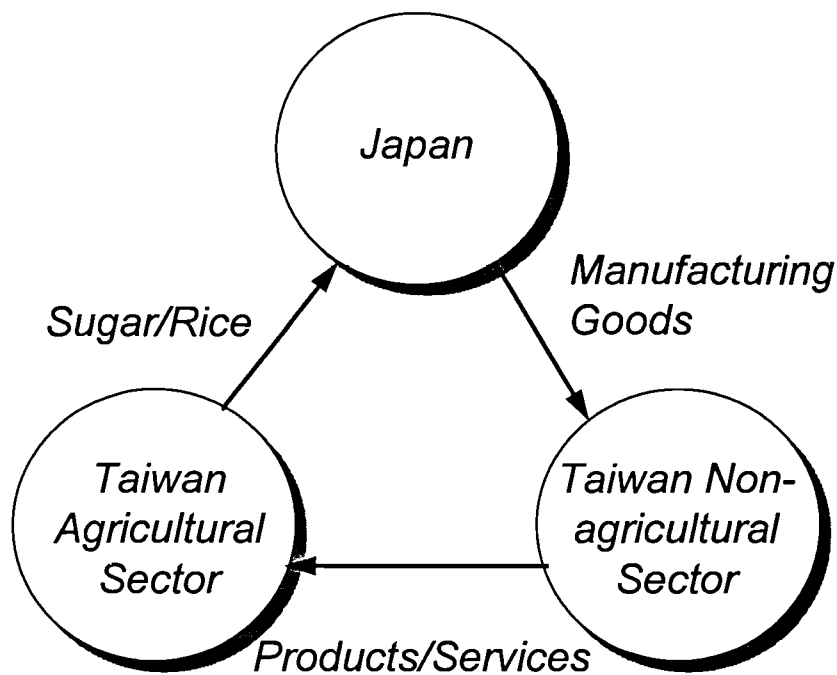 Japan
Manufacturing
Goods
Sugar/Rice
Taiwan
Agricultural
Sector
Taiwan Non-
agricultural
Sector
Products/Services